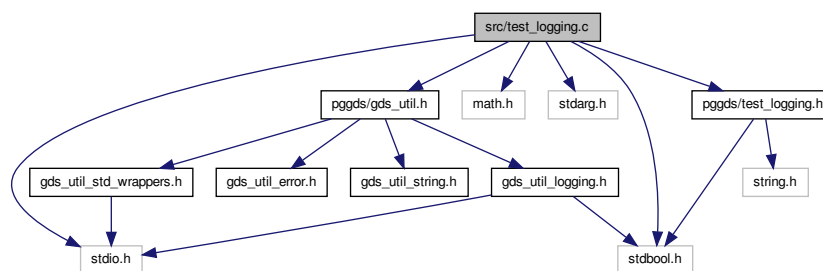 src/test_logging.c
pggds/gds_util.h
math.h
stdarg.h
pggds/test_logging.h
gds_util_std_wrappers.h
gds_util_error.h
gds_util_string.h
gds_util_logging.h
string.h
stdio.h
stdbool.h